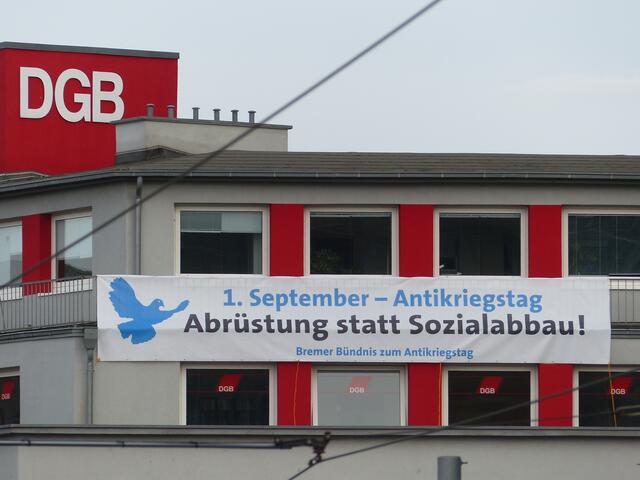 DGB
1. September – Antikriegstag
Abrüstung statt Sozialabbau!
Bremer Bündnis zum Antikriegstag
DGB
DGB
DGB
DGB
DGB